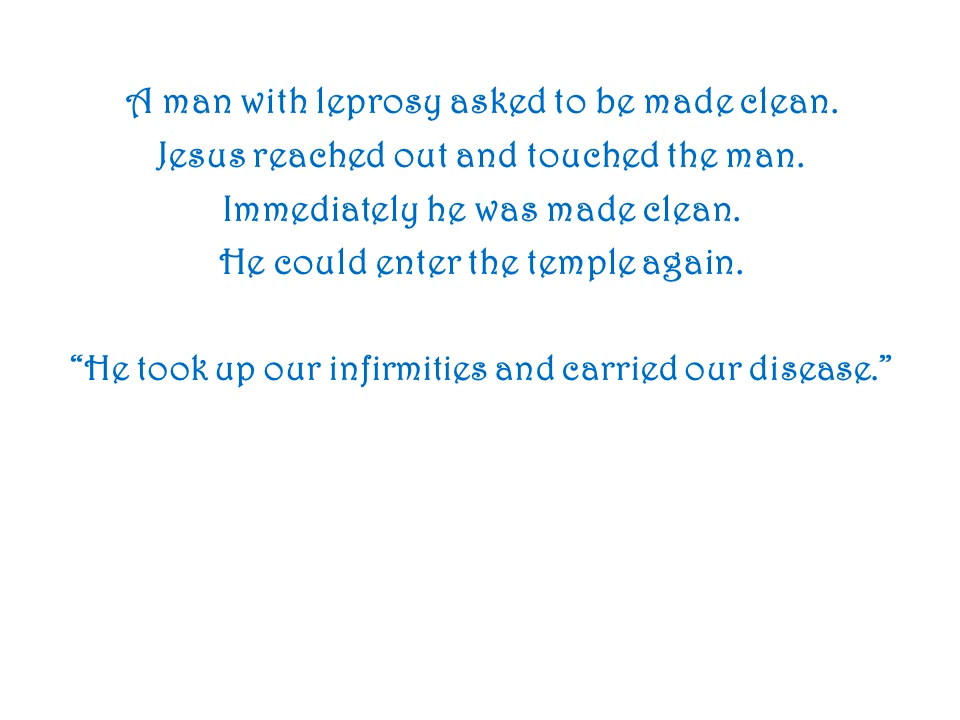 A man with leprosy asked to be made clean.
Jesus reached out and touched the man.
Immediately he was made clean.
He could enter the temple again.
“He took up our infirmities and carried our disease.”